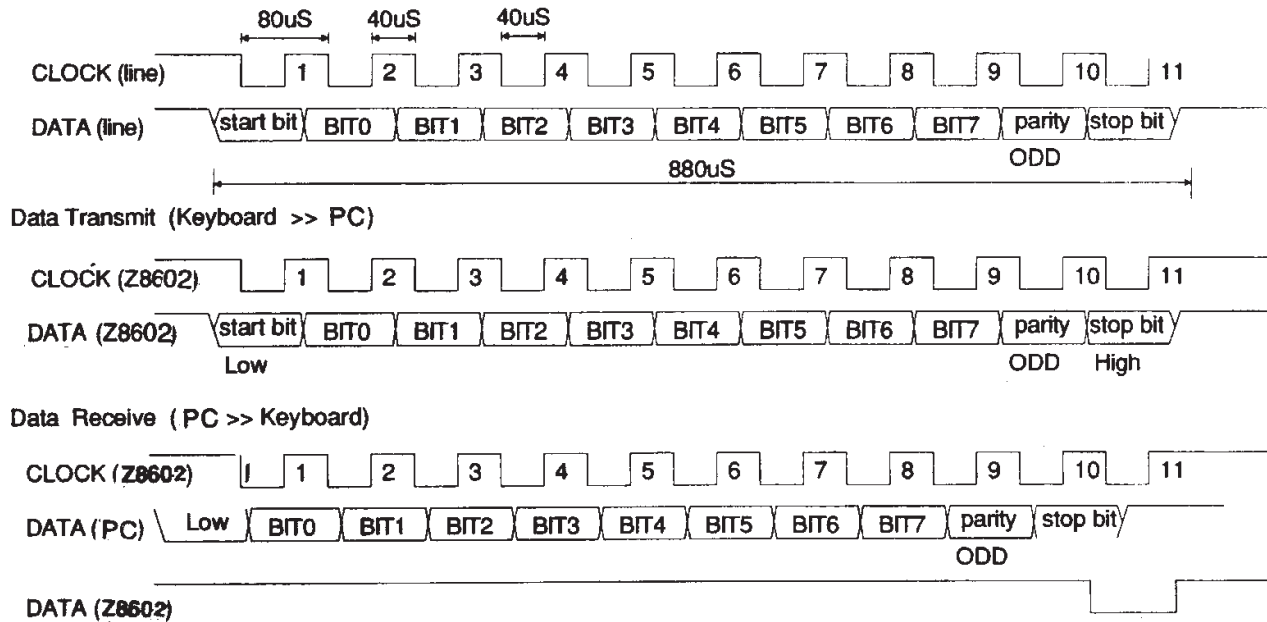 80uS 40uS 40uS
CLOCK (line) 1 2 3 4 5 6 7 8 9 10 11
DATA (line) start bit BIT0 BIT1 BIT2 BIT3 BIT4 BIT5 BIT6 BIT7 parity stop bit
ODD
880uS
Data Transmit (Keyboard >> PC)
CLOCK (Z8602) 1 2 3 4 5 6 7 8 9 10 11
DATA (Z8602) start bit BIT0 BIT1 BIT2 BIT3 BIT4 BIT5 BIT6 BIT7 parity stop bit
Low ODD High
Data Receive (PC >> Keyboard)
CLOCK (Z8602) 1 2 3 4 5 6 7 8 9 10 11
DATA (PC) Low BIT0 BIT1 BIT2 BIT3 BIT4 BIT5 BIT6 BIT7 parity stop bit
ODD
DATA (Z8602)